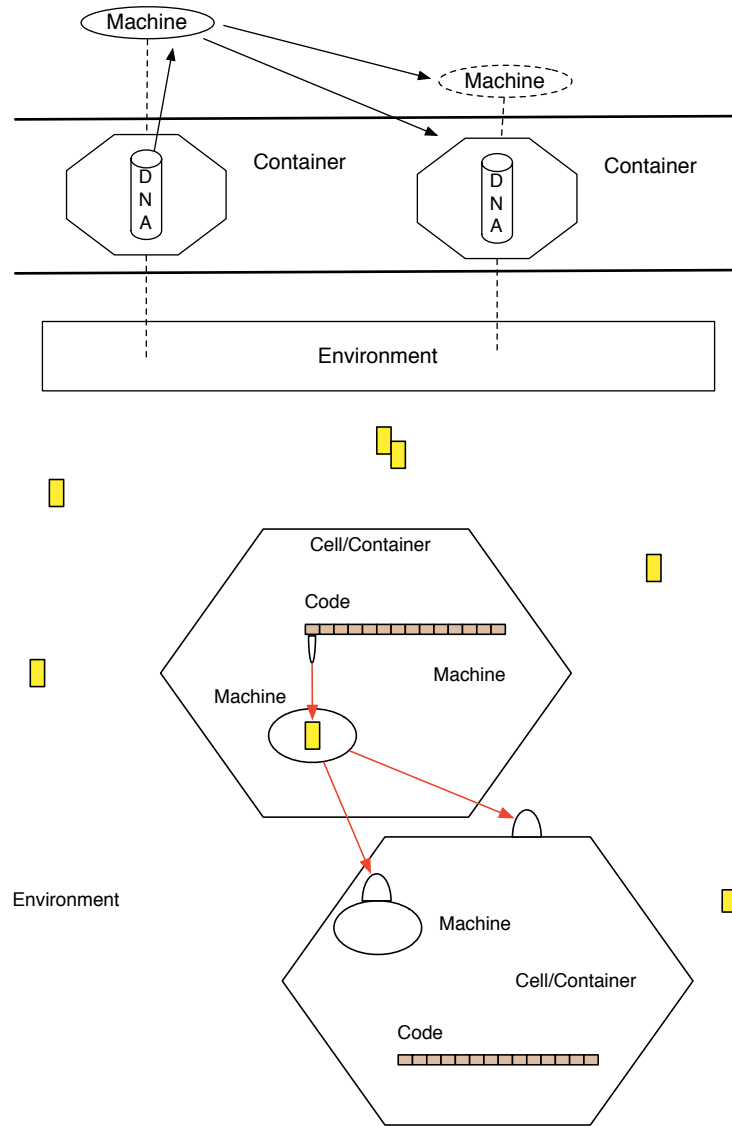 Machine
Machine
Container
Container
D
N
A
D
N
A
Environment
Cell/Container
Code
Machine
Machine
Environment
Machine
Cell/Container
Code